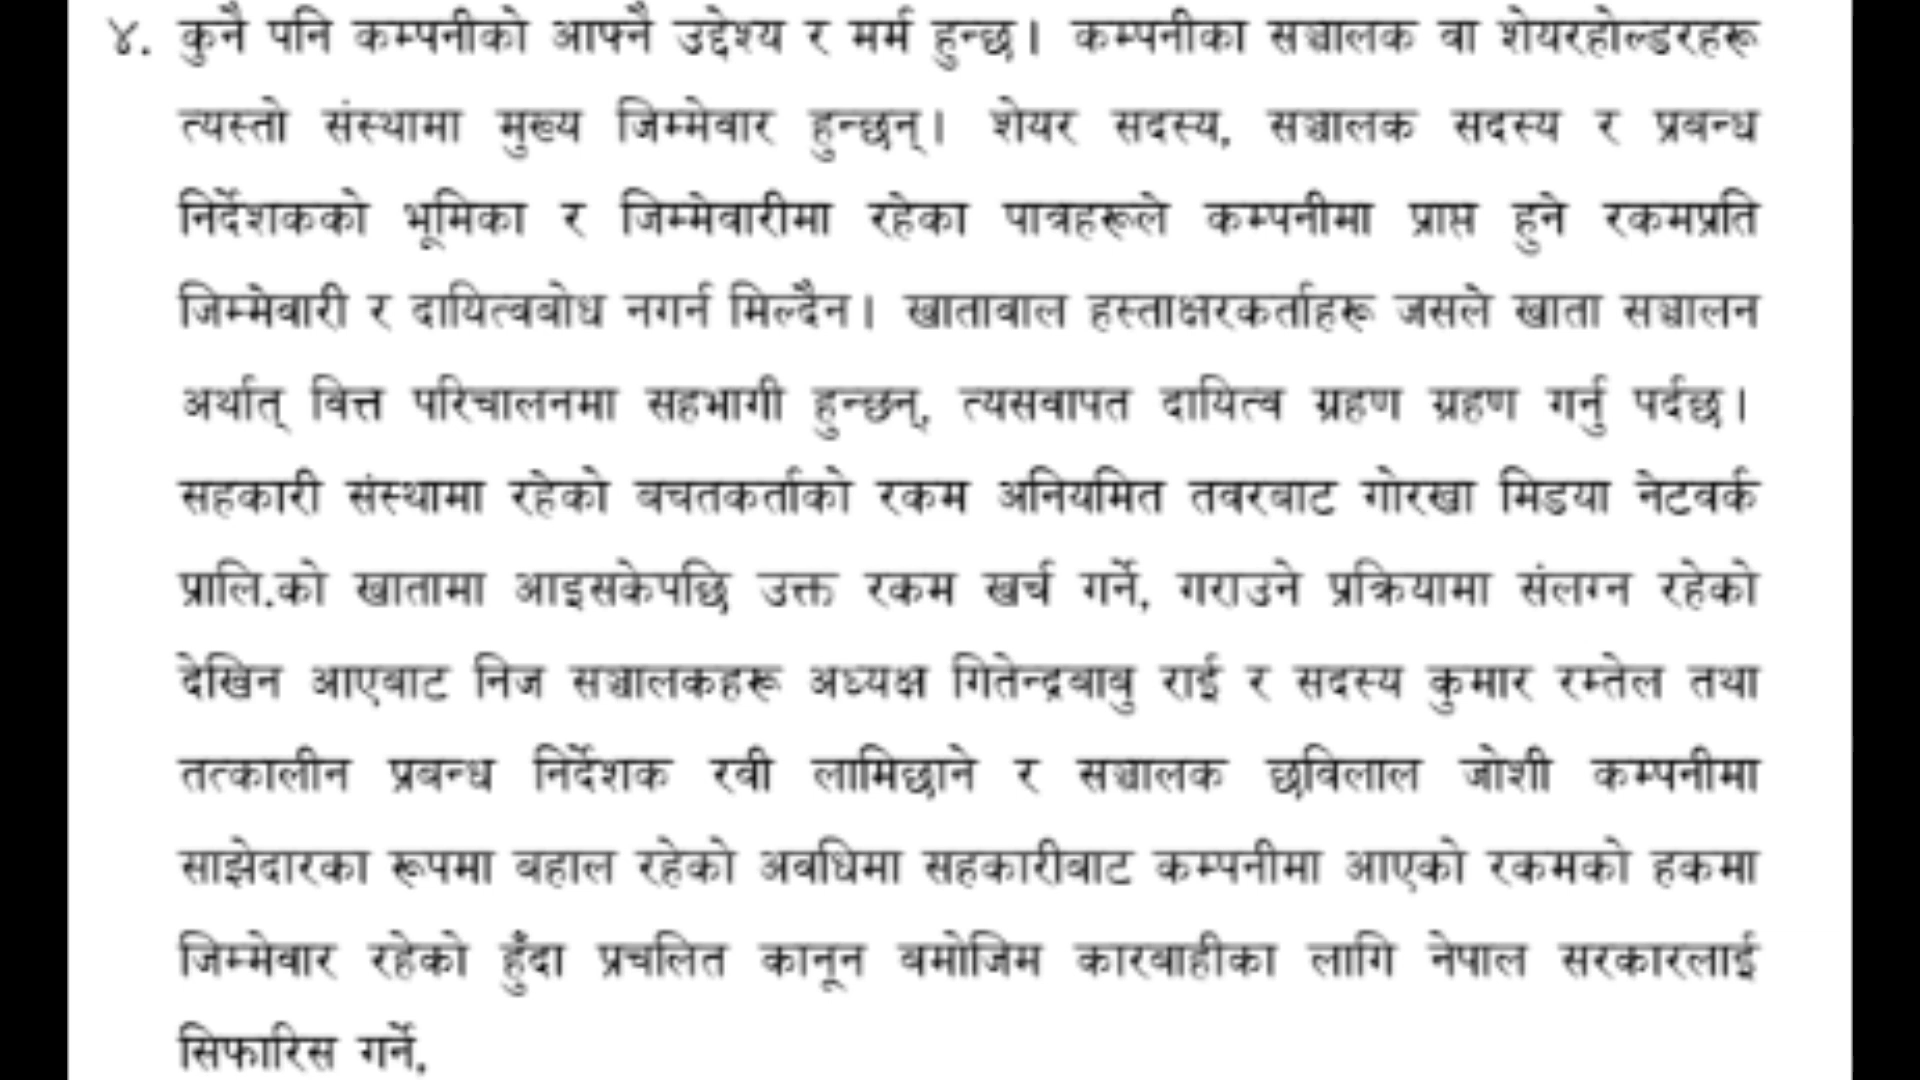 ४. कुनै पनि कम्पनीको आफ्नै उद्देश्य र मर्म हुन्छ। कम्पनीका सञ्चालक वा शेयरहोल्डरहरू
त्यस्तो संस्थामा मुख्य जिम्मेवार हुन्छन्। शेयर सदस्य, सञ्चालक सदस्य र प्रबन्ध
निर्देशकको भूमिका र जिम्मेवारीमा रहेका पात्रहरूले कम्पनीमा प्राप्त हुने रकमप्रति
जिम्मेवारी र दायित्वबोध नगर्न मिल्दैन। खातावाल हस्ताक्षरकर्ताहरू जसले खाता सञ्चालन
अर्थात् वित्त परिचालनमा सहभागी हुन्छन्, त्यसवापत दायित्व ग्रहण ग्रहण गर्नु पर्दछ।
सहकारी संस्थामा रहेको बचतकर्ताको रकम अनियमित तवरबाट गोरखा मिडया नेटवर्क
प्रालि.को खातामा आइसकेपछि उक्त रकम खर्च गर्ने, गराउने प्रक्रियामा संलग्न रहेको
देखिन आएबाट निज सञ्चालकहरू अध्यक्ष गितेन्द्रबाबु राई र सदस्य कुमार रम्तेल तथा
तत्कालीन प्रबन्ध निर्देशक रवी लामिछाने र सञ्चालक छविलाल जोशी कम्पनीमा
साझेदारका रूपमा बहाल रहेको अवधिमा सहकारीबाट कम्पनीमा आएको रकमको हकमा
जिम्मेवार रहेको हुँदा प्रचलित कानून बमोजिम कारबाहीका लागि नेपाल सरकारलाई
सिफारिस गर्ने,